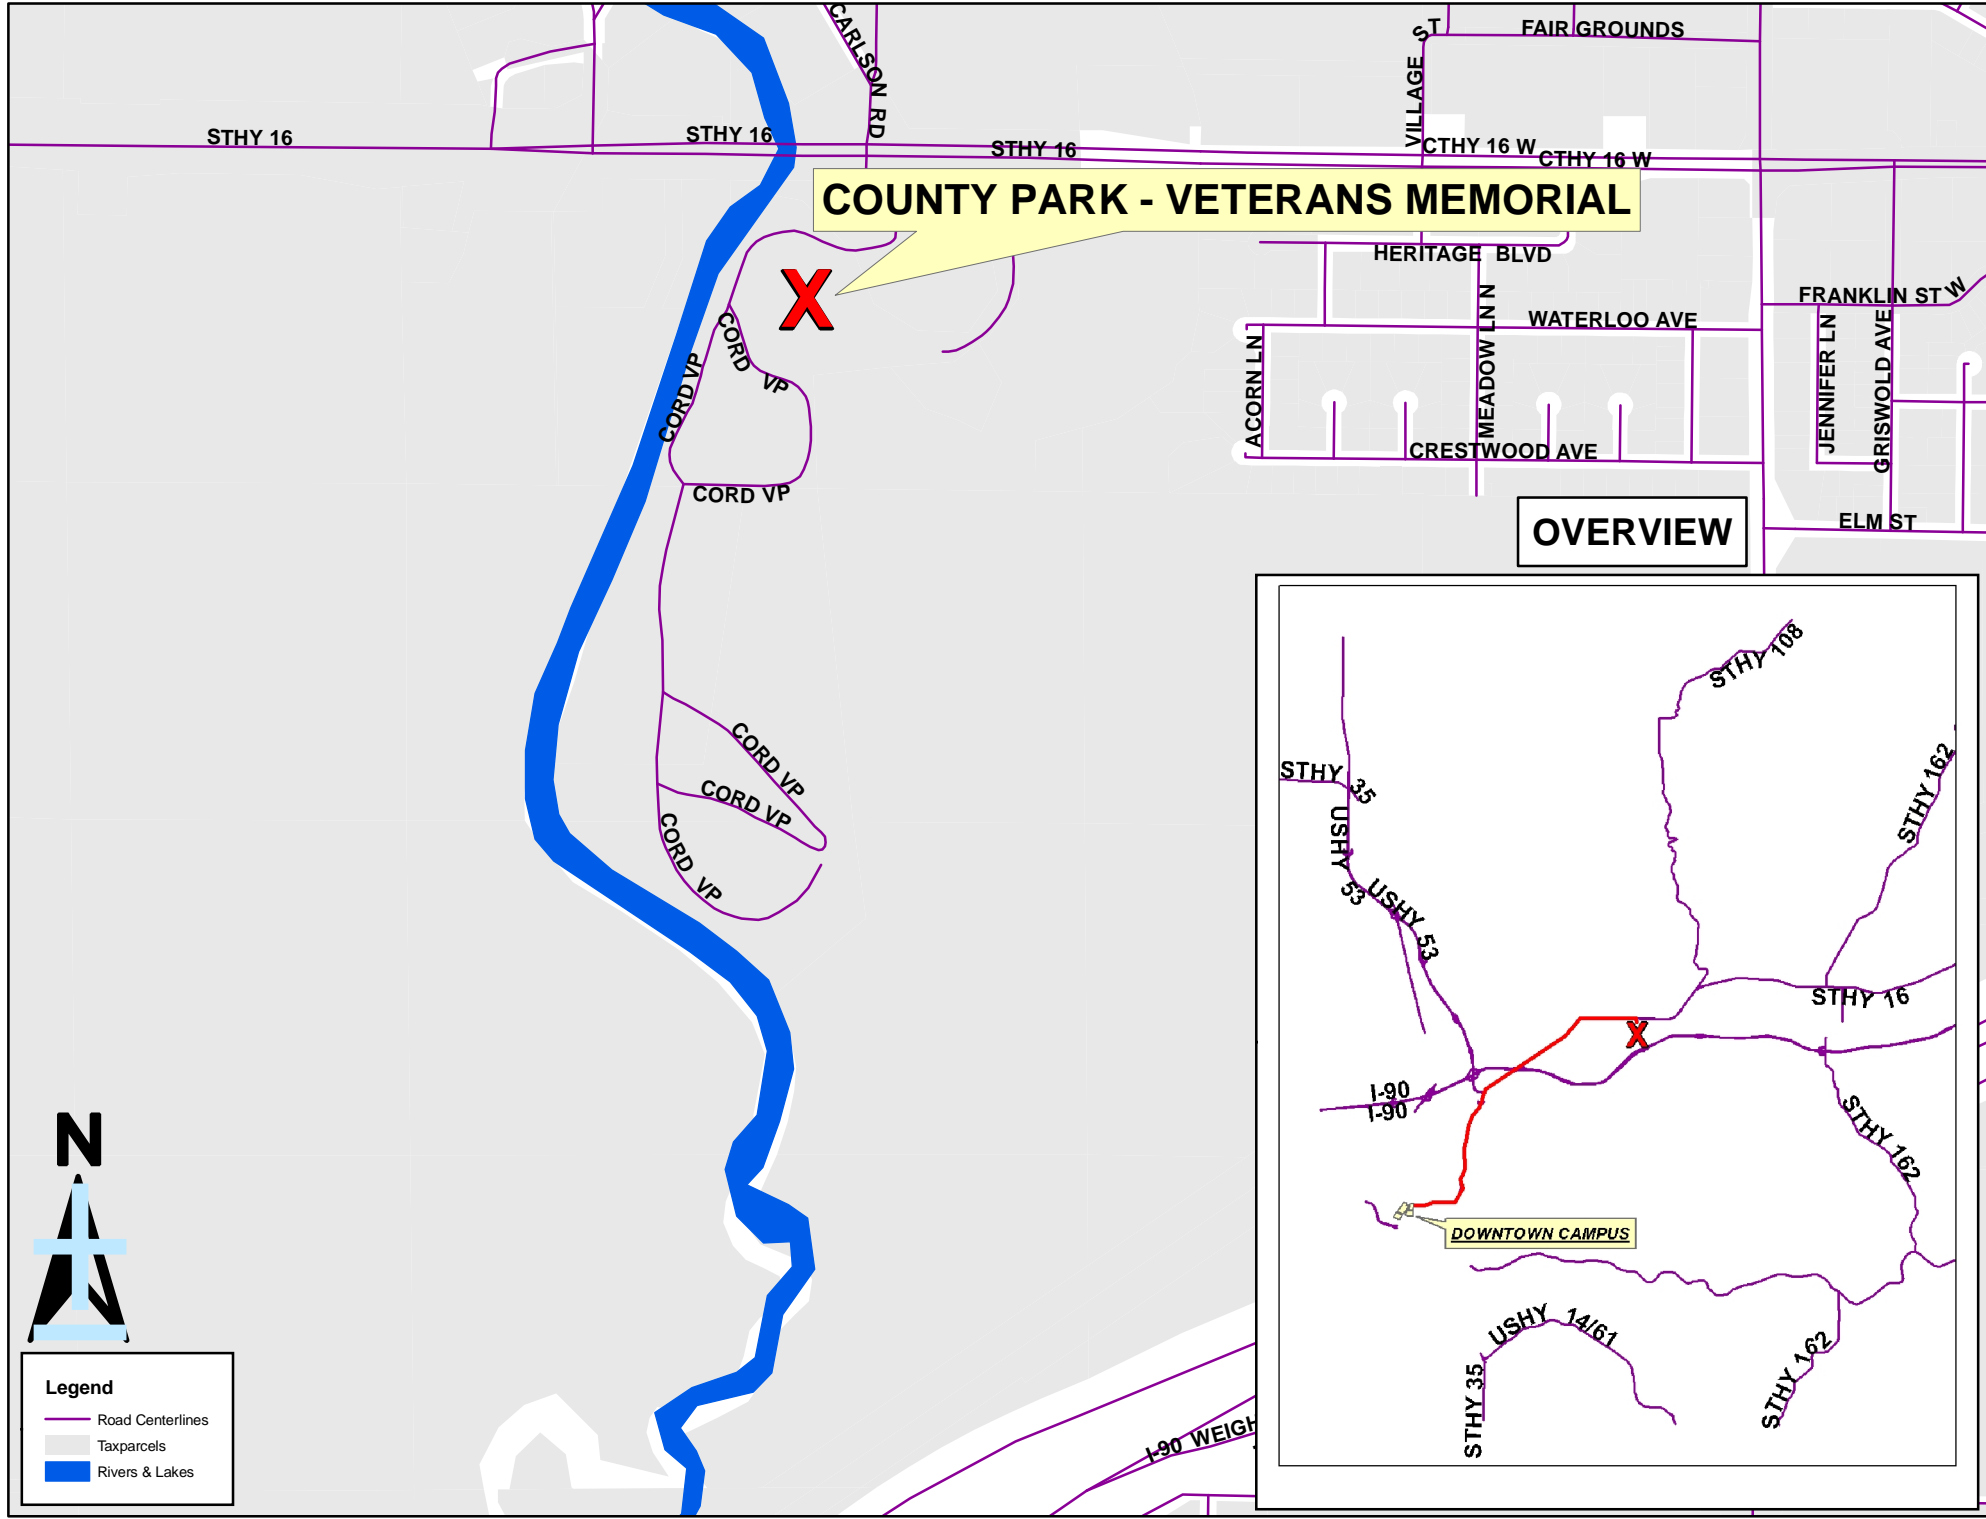 CARLSON RD
VILLAGE ST
FAIR GROUNDS
STHY 16
STHY 16
STHY 16
CTHY 16 W
CTHY 16 W
COUNTY PARK - VETERANS MEMORIAL
HERITAGE BLVD
FRANKLIN ST W
WATERLOO AVE
MEADOW LN N
ACORN LN
JENNIFER LN
GRISWOLD AVE
CRESTWOOD AVE
ELM ST
X
CORD VP
CORD VP
CORD VP
CORD VP
CORD VP
CORD VP
OVERVIEW
STHY 108
STHY 162
STHY 35
USHY 53
USHY 53
STHY 16
X
I-90
I-90
STHY 162
DOWNTOWN CAMPUS
USHY 14/61
STHY 35
STHY 162
I-90 WEIGH
N
Legend
Road Centerlines
Taxparcels
Rivers & Lakes